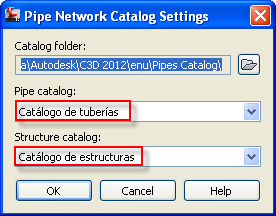 Pipe Network Catalog Settings
Catalog folder:
a\Autodesk\C3D 2012\enu\Pipes Catalog\
Pipe catalog:
Catálogo de tuberías
Structure catalog:
Catálogo de estructuras
OK
Cancel
Help